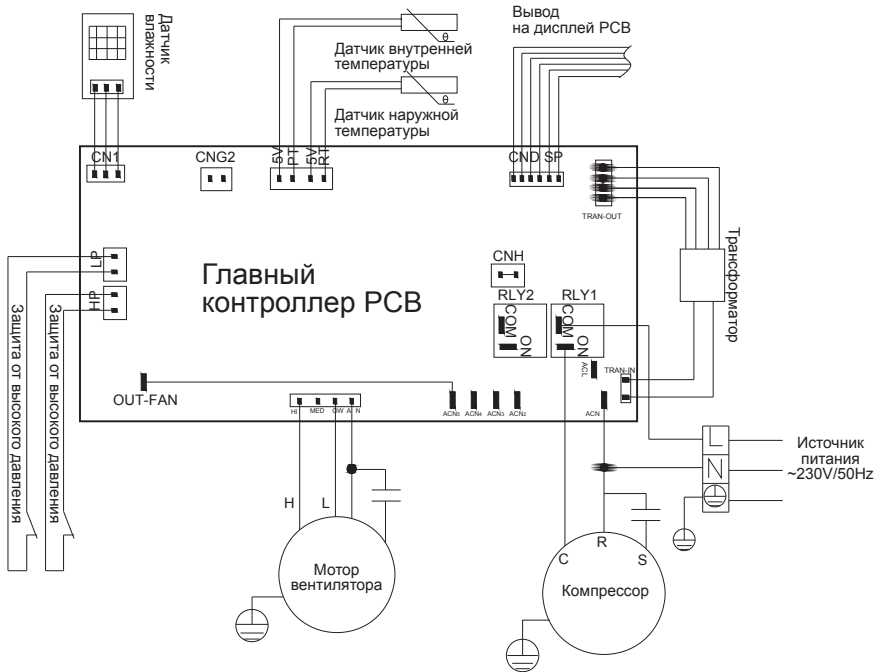 Датчик
влажности
θ
Датчик внутренней
температуры
θ
Датчик наружной
температуры
Вывод
на дисплей PCB
CN1
CNG2
5V
PT
5V
RT
CND SP
TRAN-OUT
Трансформатор
LP
HP
Главный
контроллер PCB
CNH
RLY2
COM
ON
RLY1
COM
ON
ACL
TRAN-IN
OUT-FAN
HI
MED
OW
A N
ACN5
ACN4
ACN3
ACN2
ACN
Защита от высокого давления
Защита от высокого давления
L
N
Источник
питания
~230V/50Hz
H
L
Мотор
вентилятора
C
R
S
Компрессор